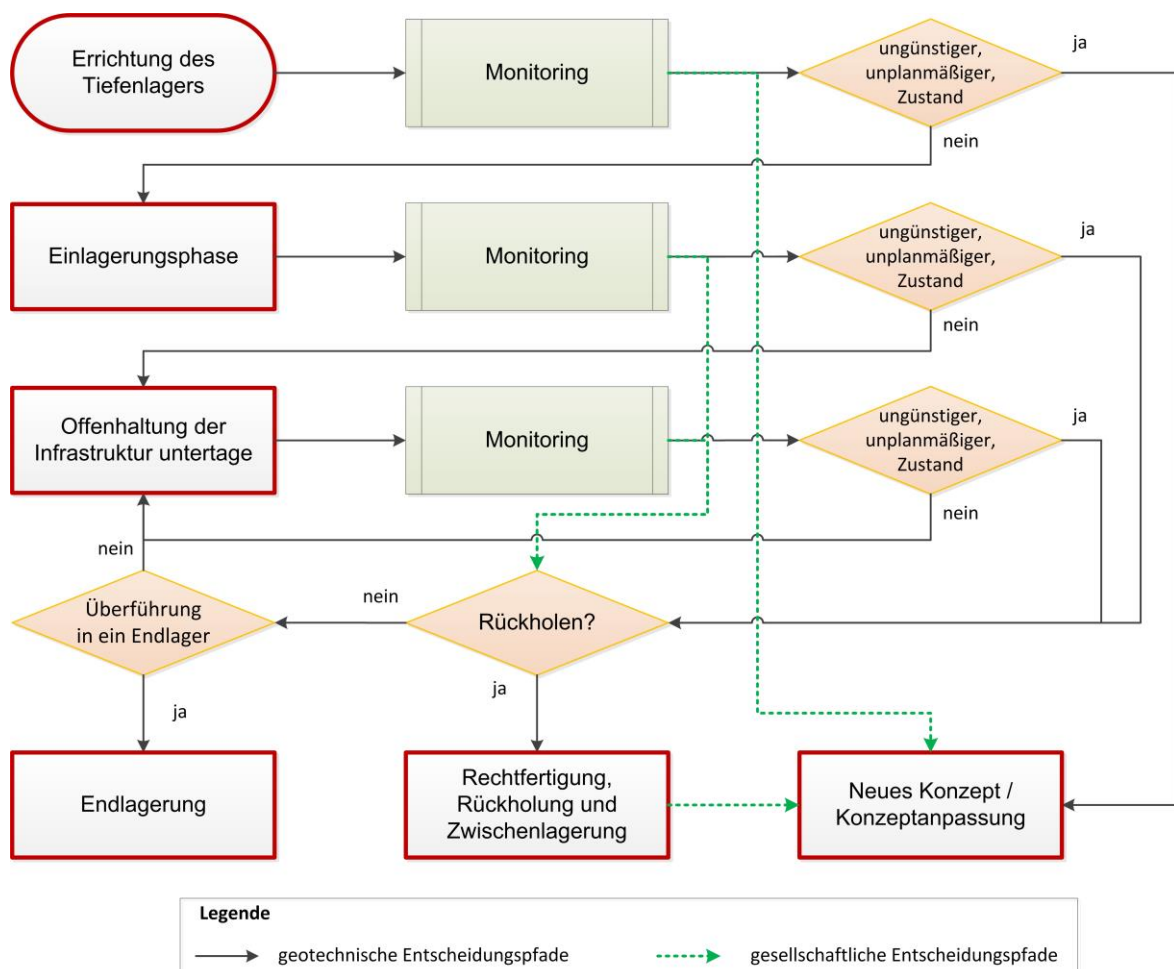 Errichtung des
Tiefenlagers
Monitoring
ungünstiger,
unplanmäßiger,
Zustand
ja
nein
Einlagerungsphase
Monitoring
ungünstiger,
unplanmäßiger,
Zustand
ja
nein
Offenhaltung der
Infrastruktur untertage
Monitoring
ungünstiger,
unplanmäßiger,
Zustand
ja
nein
nein
Überführung
in ein Endlager
nein
Rückholen?
ja
ja
Endlagerung
Rechtfertigung,
Rückholung und
Zwischenlagerung
Neues Konzept /
Konzeptanpassung
Legende
geotechnische Entscheidungspfade
gesellschaftliche Entscheidungspfade